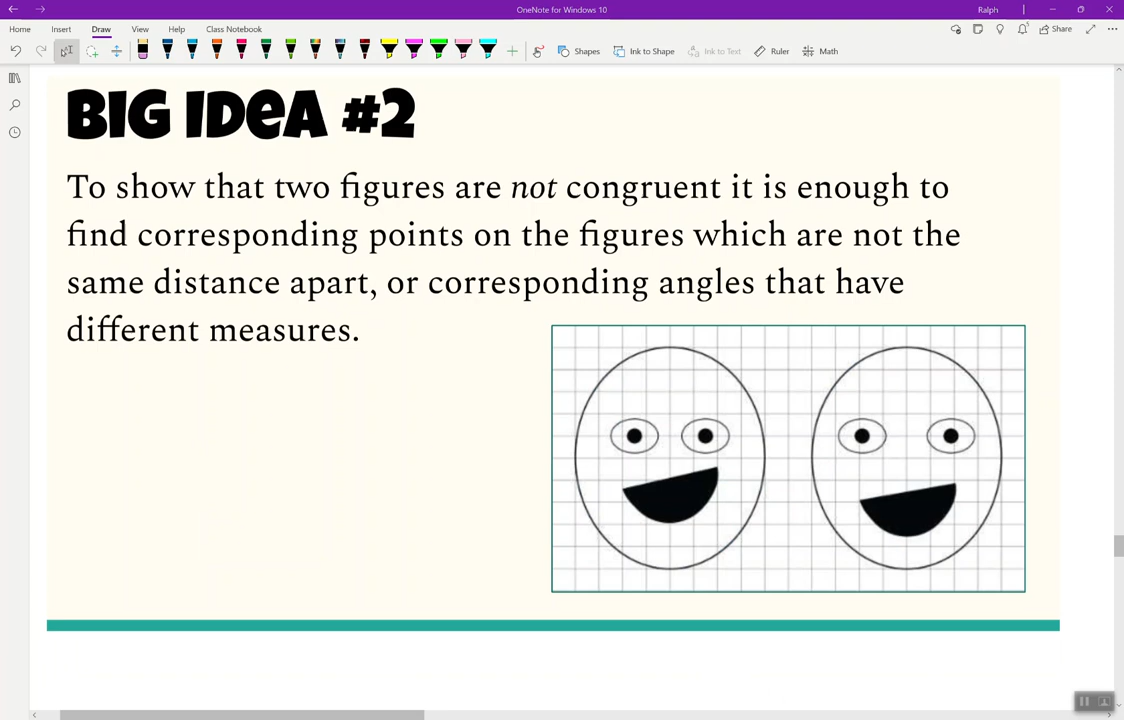 OneNote for Windows 10
Ralph
Home Insert Draw View Help Class Notebook
5 Share
Shapes Ink to Shape Ink to Text Ruler Math
BIG IDeA #2
To show that two figures are not congruent it is enough to
find corresponding points on the figures which are not the
same distance apart, or corresponding angles that have
different measures.